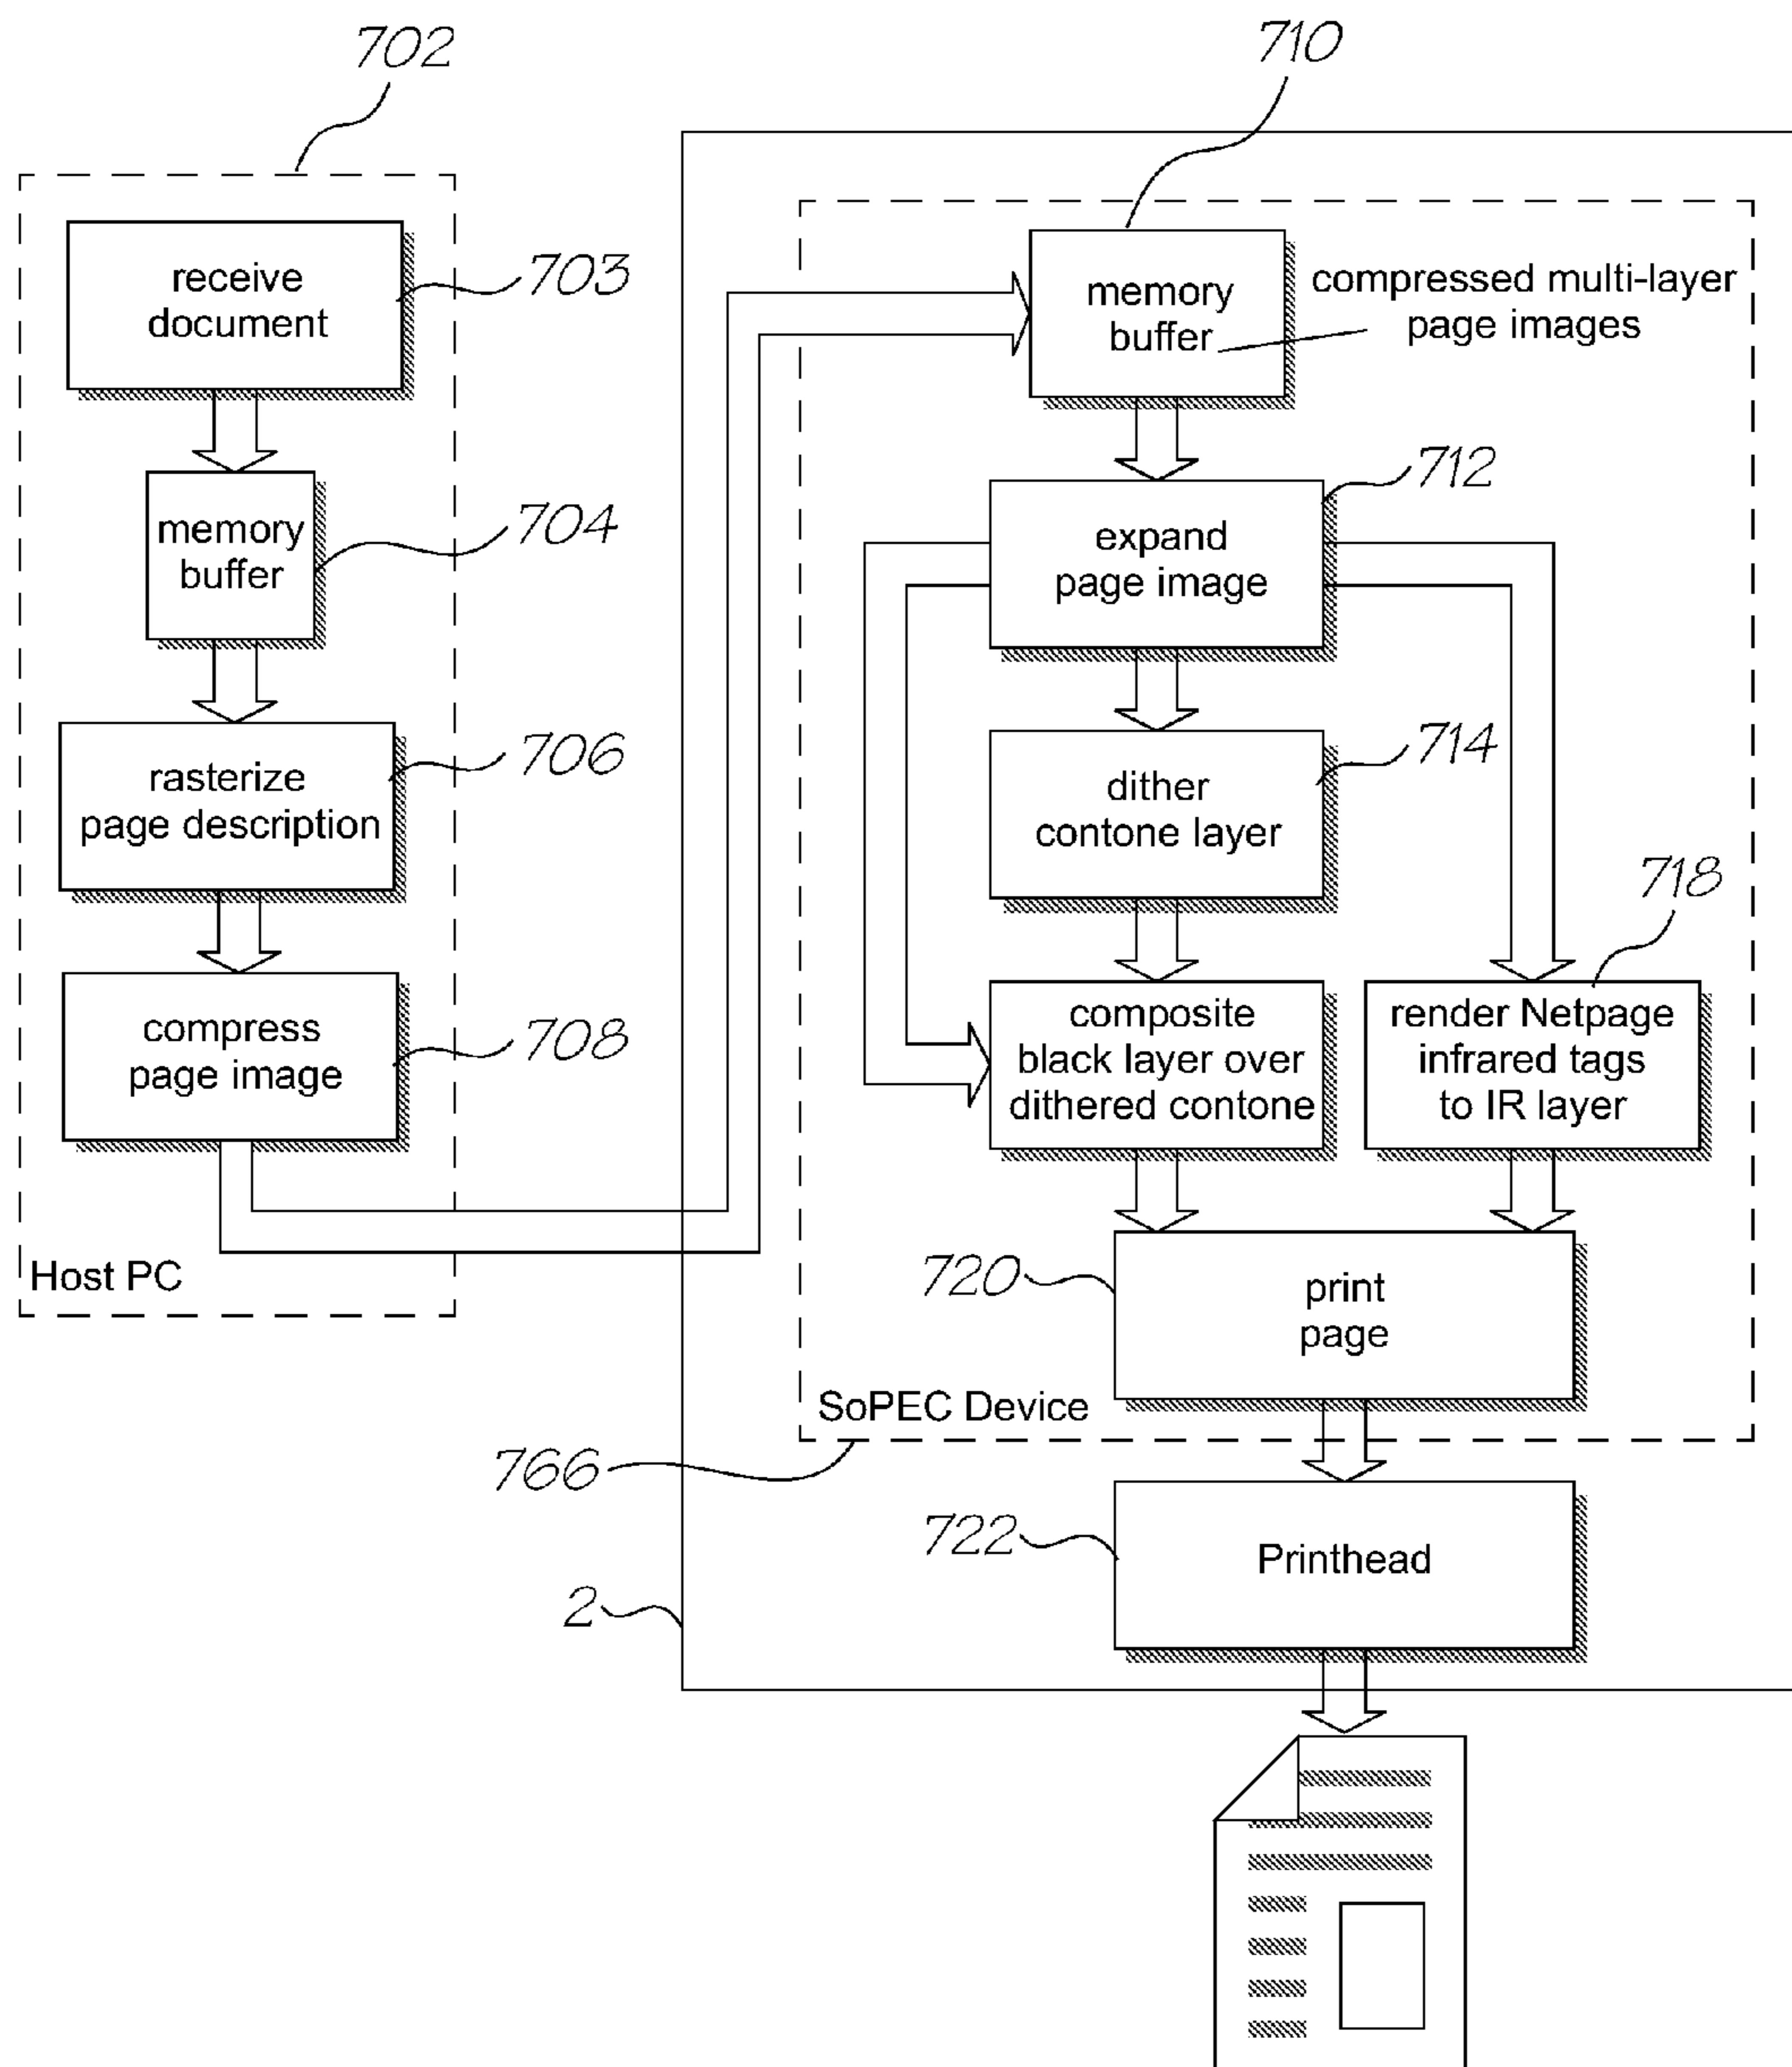 702
710
receive
document
703
memory
buffer
compressed multi-layer
page images
memory
buffer
704
expand
page image
712
rasterize
page description
706
dither
contone layer
714
718
compress
page image
708
composite
black layer over
dithered contone
render Netpage
infrared tags
to IR layer
Host PC
720
print
page
SoPEC Device
766
722
Printhead
2